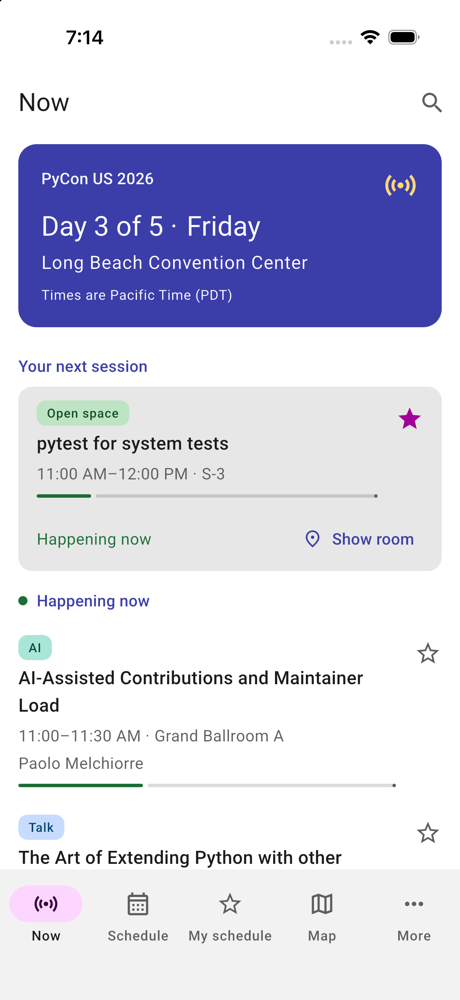 7:14
Now
PyCon US 2026
Day 3 of 5 · Friday
Long Beach Convention Center
Times are Pacific Time (PDT)
Your next session
Open space
pytest for system tests
11:00 AM–12:00 PM · S-3
Happening now
Show room
Happening now
AI
AI-Assisted Contributions and Maintainer
Load
11:00–11:30 AM · Grand Ballroom A
Paolo Melchiorre
Talk
The Art of Extending Python with other
Now
Schedule
My schedule
Map
More